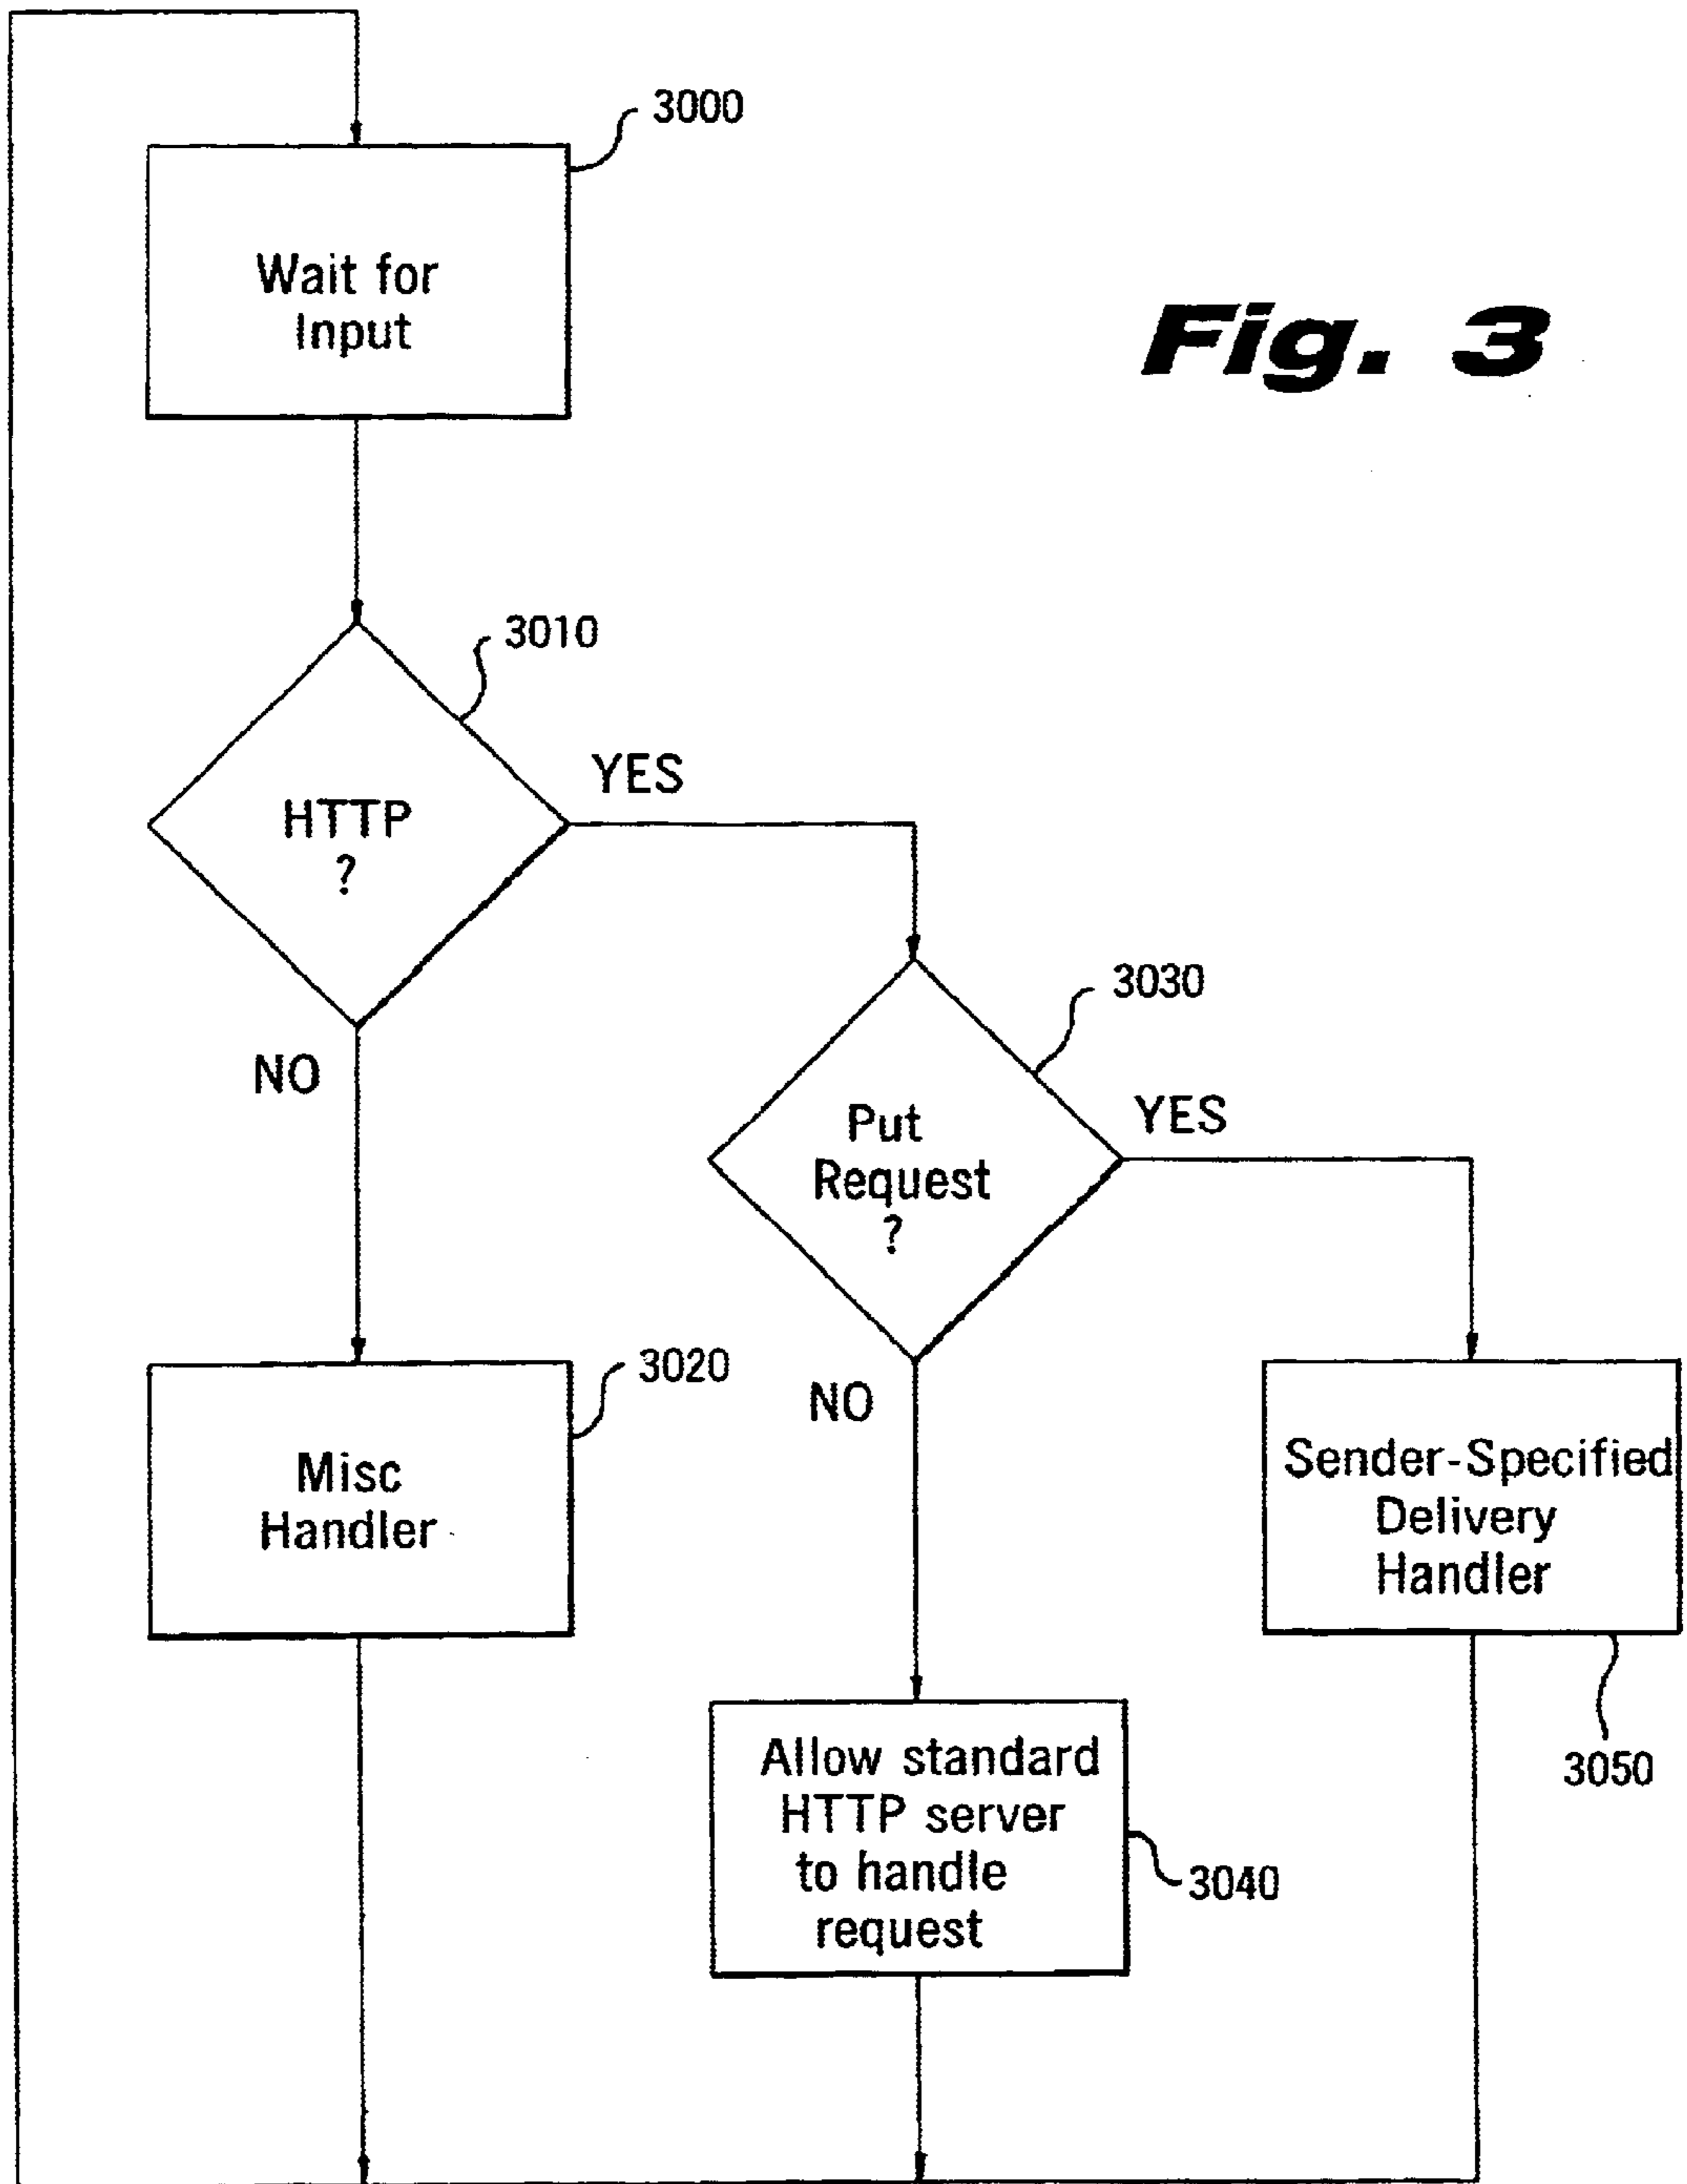 3000
Wait for
Input
Fig. 3
3010
YES
HTTP
?
NO
3030
YES
Put
Request
?
NO
3020
Misc
Handler
Sender-Specified
Delivery
Handler
3050
Allow standard
HTTP server
to handle
request
3040